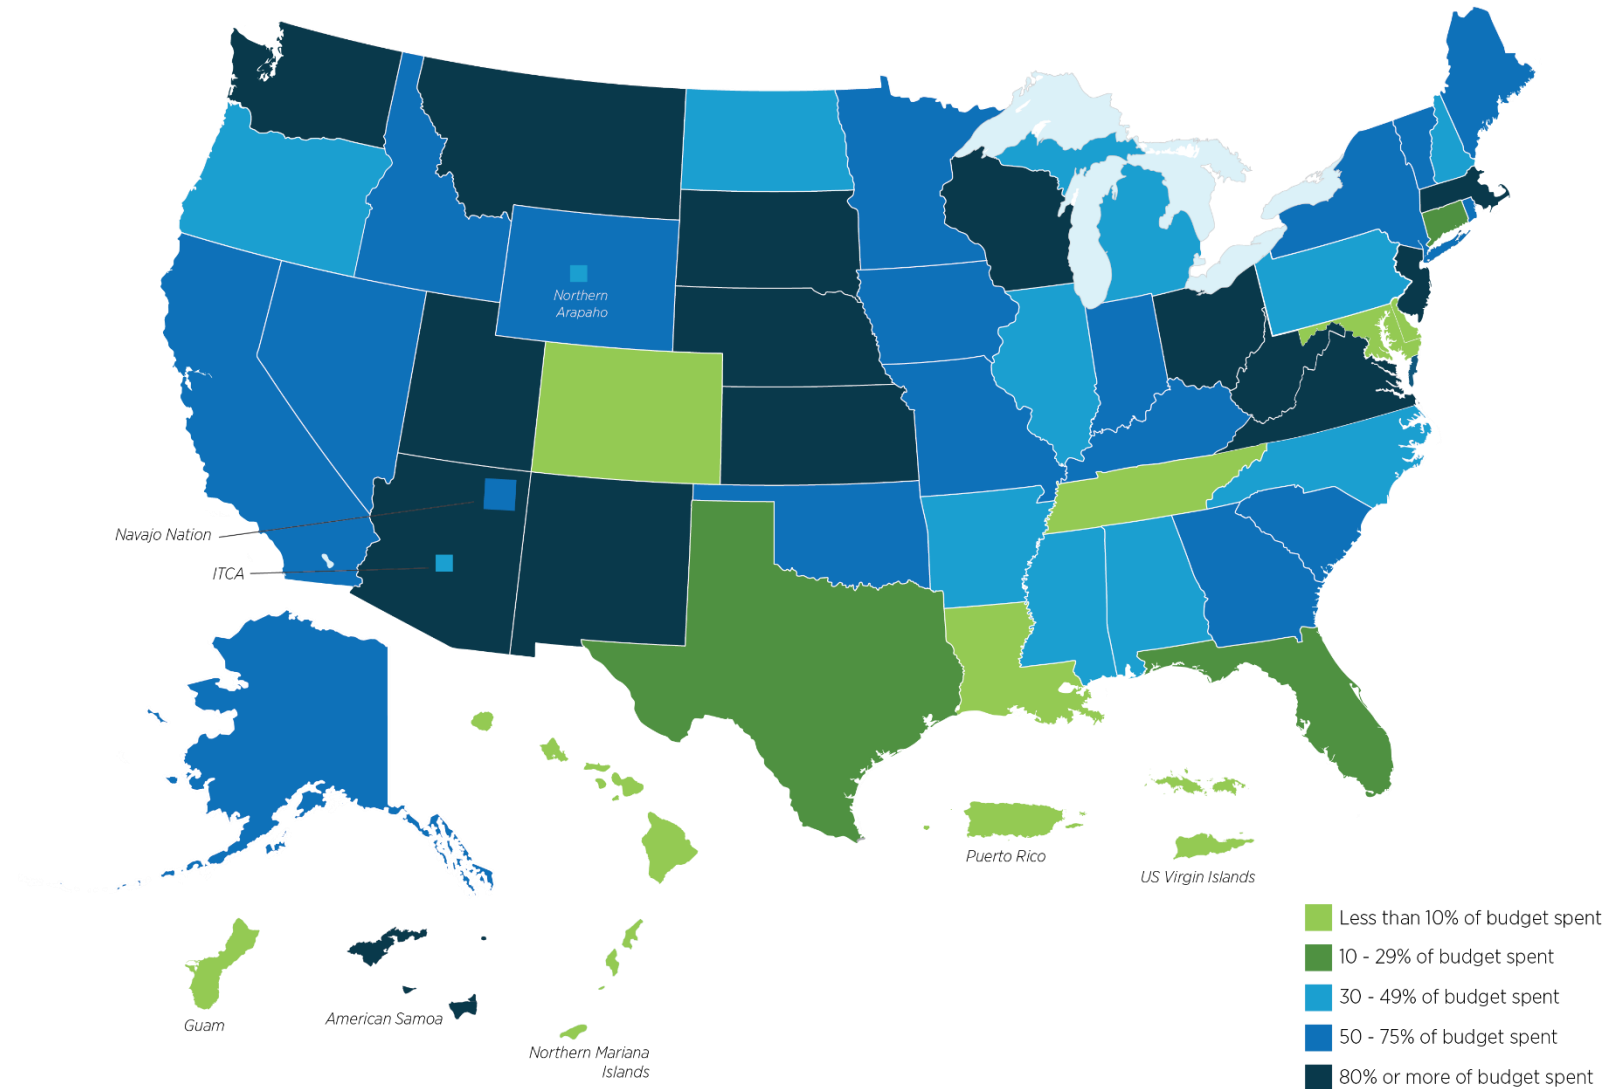 Northern
Arapaho
Navajo Nation
ITCA
Puerto Rico
US Virgin Islands
Guam
American Samoa
Northern Mariana
Islands
Less than 10% of budget spent
10 - 29% of budget spent
30 - 49% of budget spent
50 - 75% of budget spent
80% or more of budget spent